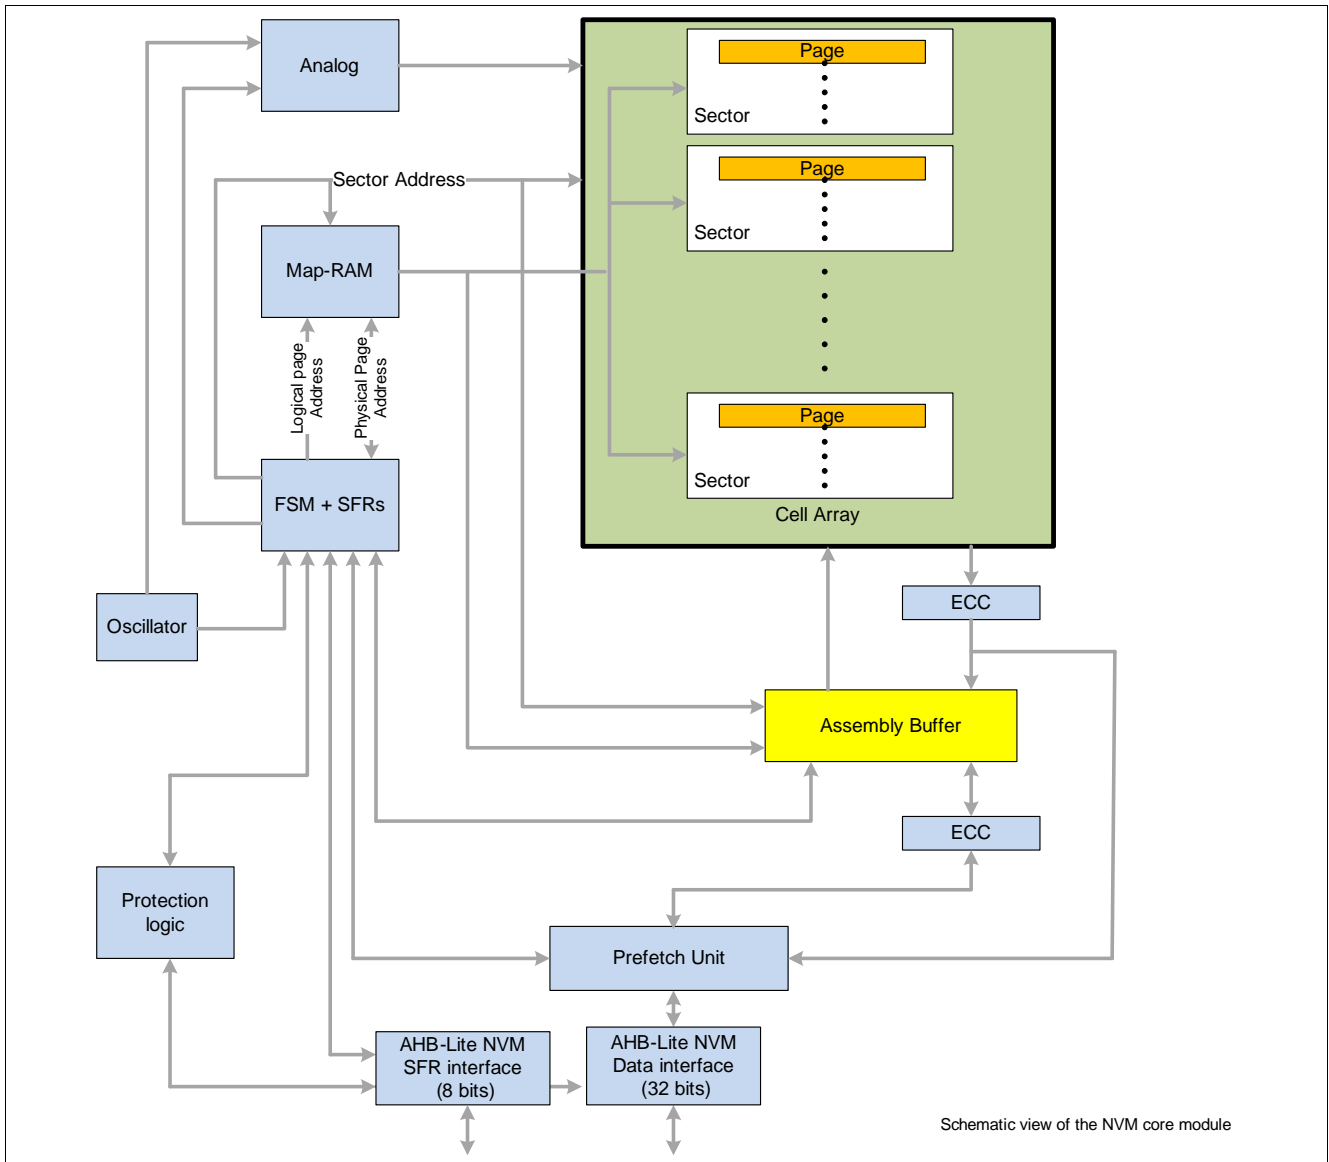 Analog
Page
Sector
Sector Address
Page
Sector
Map-RAM
Logical page
Address
Physical Page
Address
Page
Sector
FSM + SFRs
Cell Array
Oscillator
ECC
Assembly Buffer
ECC
Protection
logic
Prefetch Unit
AHB-Lite NVM
SFR interface
(8 bits)
AHB-Lite NVM
Data interface
(32 bits)
Schematic view of the NVM core module